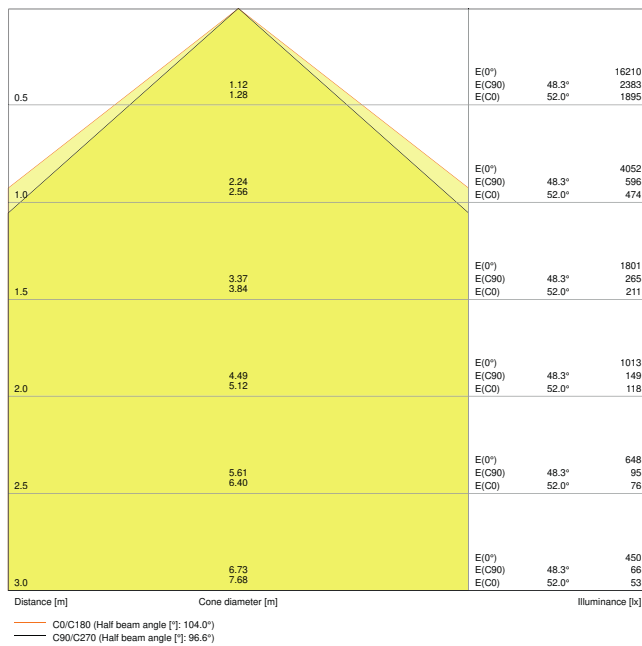 E(0°) 16210
1.12 E(C90) 48.3° 2383
0.5 1.28 E(C0) 52.0° 1895
E(0°) 4052
2.24 E(C90) 48.3° 596
1.0 2.56 E(C0) 52.0° 474
E(0°) 1801
3.37 E(C90) 48.3° 265
1.5 3.84 E(C0) 52.0° 211
E(0°) 1013
4.49 E(C90) 48.3° 149
2.0 5.12 E(C0) 52.0° 118
E(0°) 648
5.61 E(C90) 48.3° 95
2.5 6.40 E(C0) 52.0° 76
E(0°) 450
6.73 E(C90) 48.3° 66
3.0 7.68 E(C0) 52.0° 53
Distance [m] Cone diameter [m] Illuminance [lx]
C0/C180 (Half beam angle [°]: 104.0°)
C90/C270 (Half beam angle [°]: 96.6°)